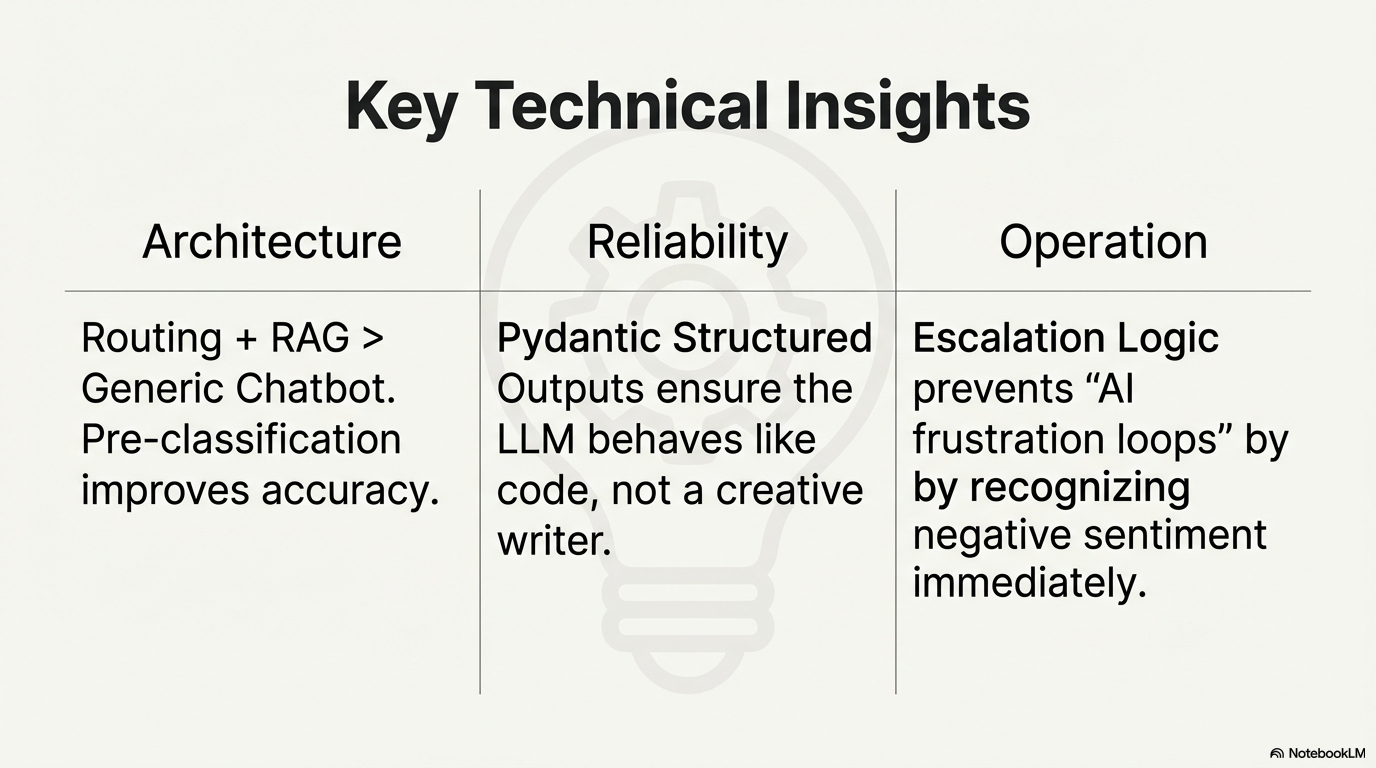 Key Technical Insights
Architecture
Reliability
Operation
Routing + RAG >
Generic Chatbot.
Pre-classification
improves accuracy.
Pydantic Structured
Outputs ensure the
LLM behaves like
code, not a creative
writer.
Escalation Logic
prevents “AI
frustration loops” by
by recognizing
negative sentiment
immediately.
NotebookLM